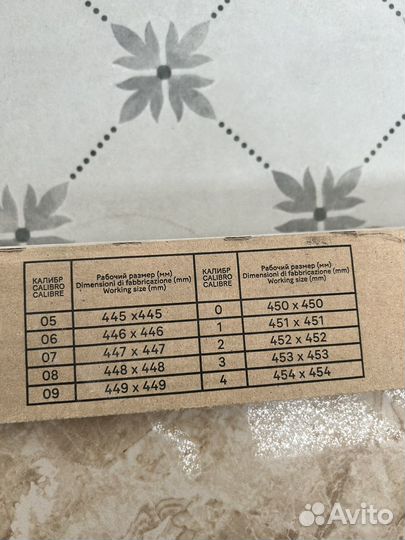 КАЛИБР CALIBRO CALIBRE | Рабочий размер (мм) Dimensioni di fabbricazione (mm) Working size (mm) | КАЛИБР CALIBRO CALIBRE | Рабочий размер (мм) Dimensioni di fabbricazione (mm) Working size (mm)
05 445 x445 0 450 x 450
06 446 x 446 1 451 x 451
07 447 x 447 2 452 x 452
08 448 x 448 3 453 x 453
09 449 x 449 4 454 x 454
Avito